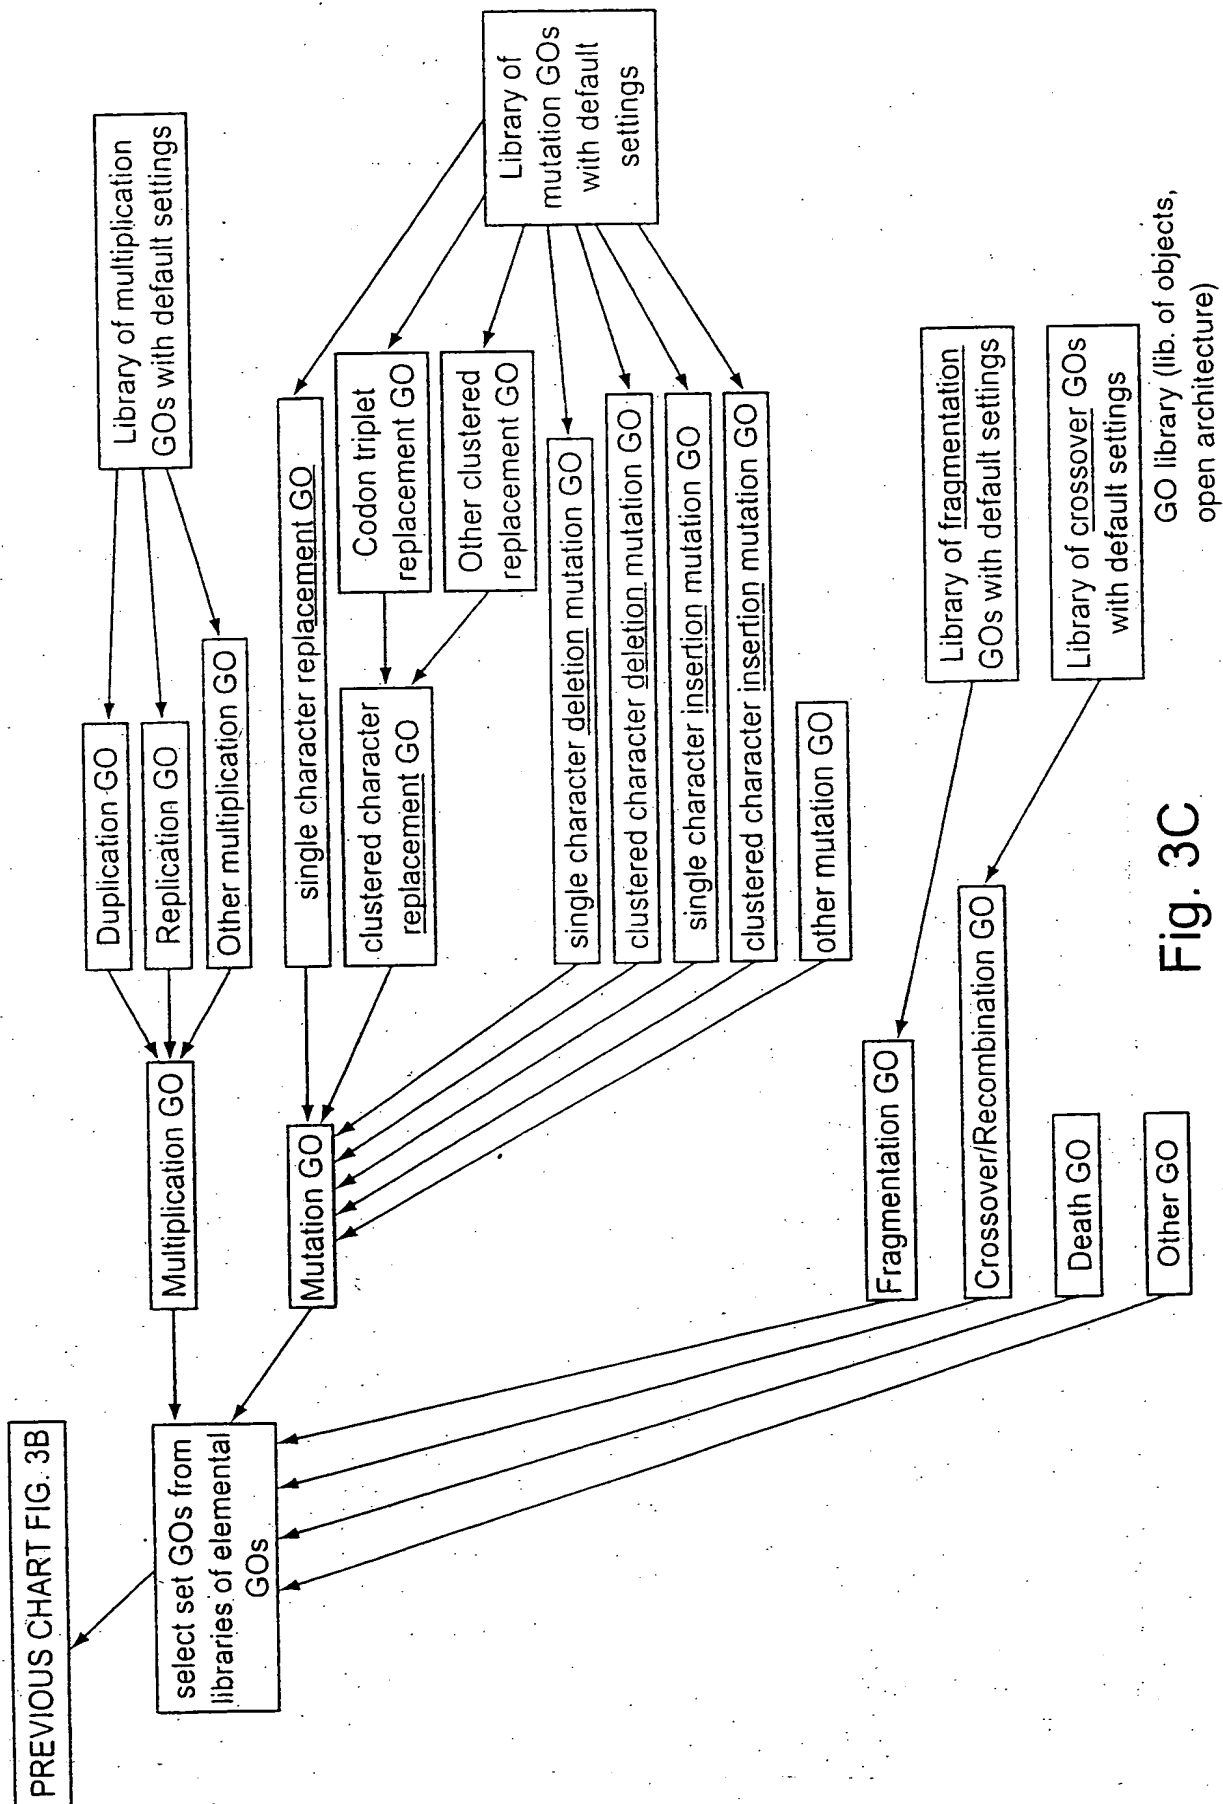 PREVIOUS CHART FIG. 3B
select set GOs from
libraries of elemental
GOs
Multiplication GO
Duplication GO
Replication GO
Other multiplication GO
Library of multiplication
GOs with default settings
Mutation GO
single character replacement GO
clustered character
replacement GO
Codon triplet
replacement GO
Other clustered
replacement GO
single character deletion mutation GO
clustered character deletion mutation GO
single character insertion mutation GO
clustered character insertion mutation GO
other mutation GO
Library of
mutation GOs
with default
settings
Fragmentation GO
Library of fragmentation
GOs with default settings
Crossover/Recombination GO
Library of crossover GOs
with default settings
Death GO
Other GO
GO library (lib. of objects,
open architecture)
Fig. 3C